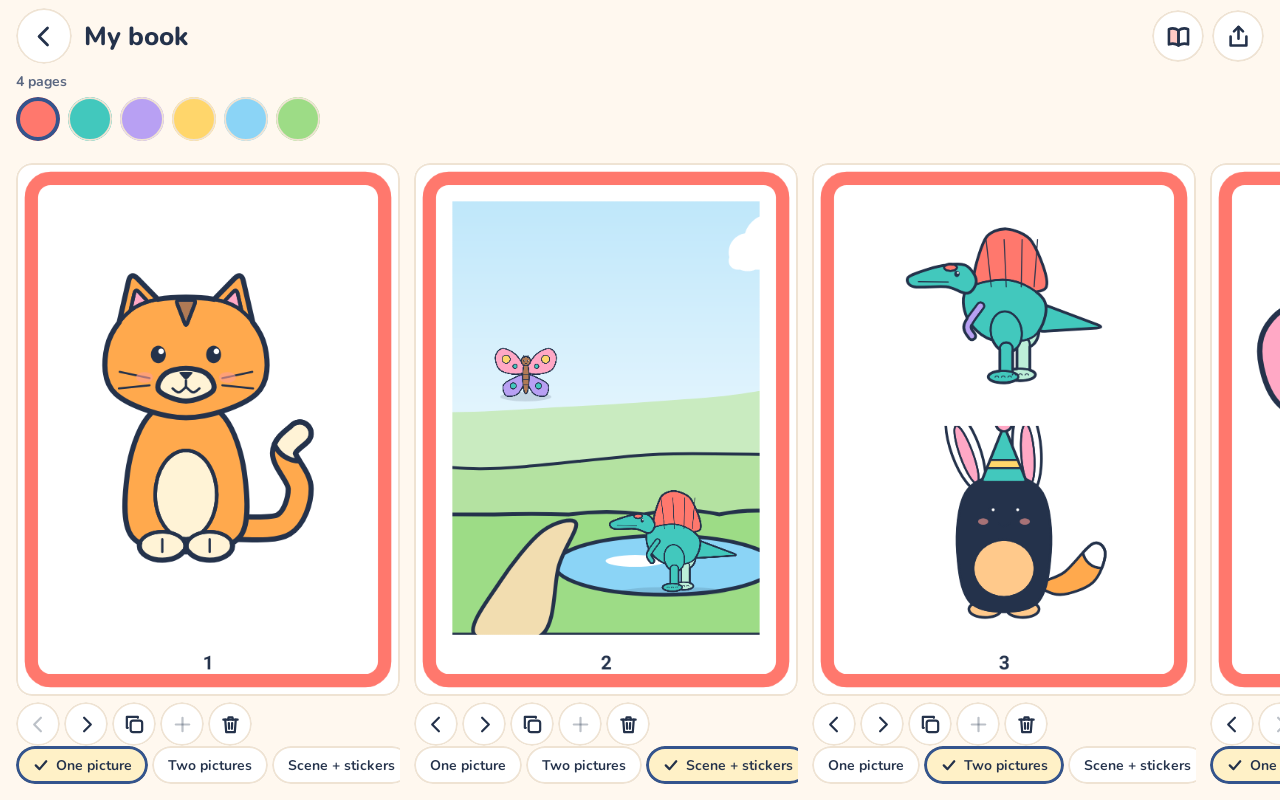 My book
4 pages
1
2
3
One picture
Two pictures
Scene + stickers
One picture
Two pictures
Scene + stickers
One picture
Two pictures
Scene + stickers
One